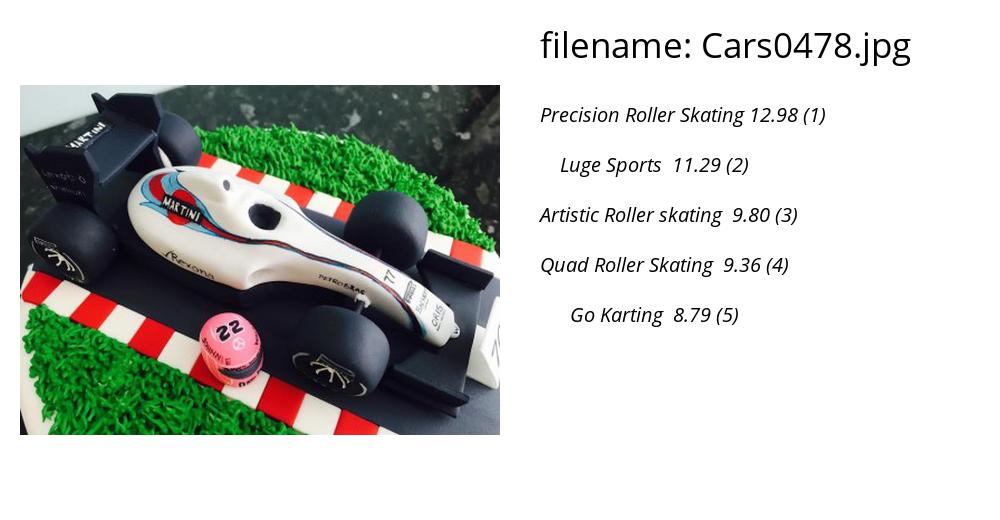 filename: Cars0478.jpg
Precision Roller Skating 12.98 (1)
Luge Sports 11.29 (2)
Artistic Roller skating 9.80 (3)
Quad Roller Skating 9.36 (4)
Go Karting 8.79 (5)
MARTINI
MARTINI
Rexona
PETROBRAS
77
ORIS
22